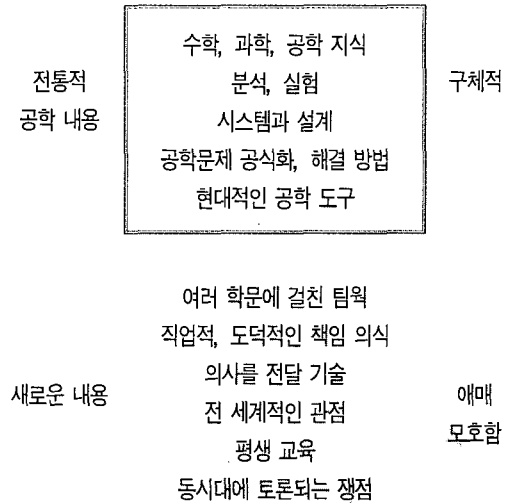 수학, 과학, 공학 지식
전통적
공학 내용
분석, 실험
시스템과 설계
공학문제 공식화, 해결 방법
현대적인 공학 도구
구체적
여러 학문에 걸친 팀웍
직업적, 도덕적인 책임 의식
의사를 전달 기술
새로운 내용
전 세계적인 관점
평생 교육
동시대에 토론되는 쟁점
애매
모호함